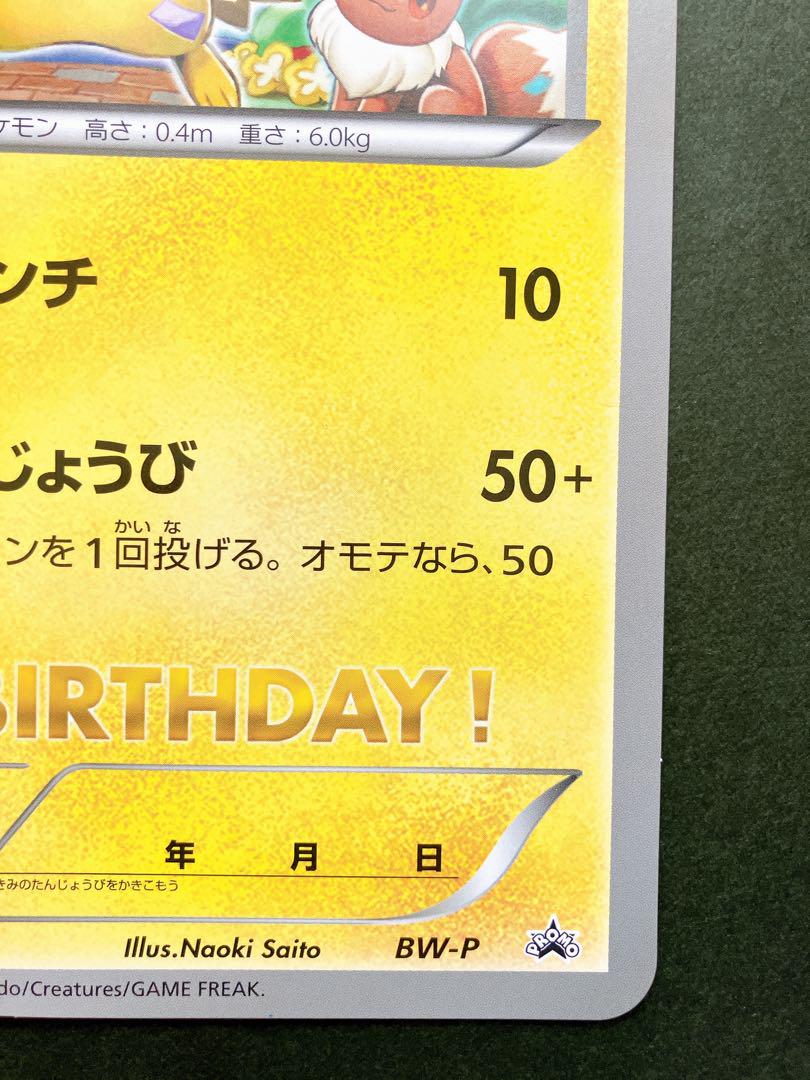 ケモン 高さ：0.4m 重さ：6.0kg
ンチ 10
じょうび 50+
かい な
ンを1回投げる。オモテなら、50
BIRTHDAY!
年 月 日
きみのたんじょうびをかきこもう
Illus.Naoki Saito BW-P PROMO
do/Creatures/GAME FREAK.